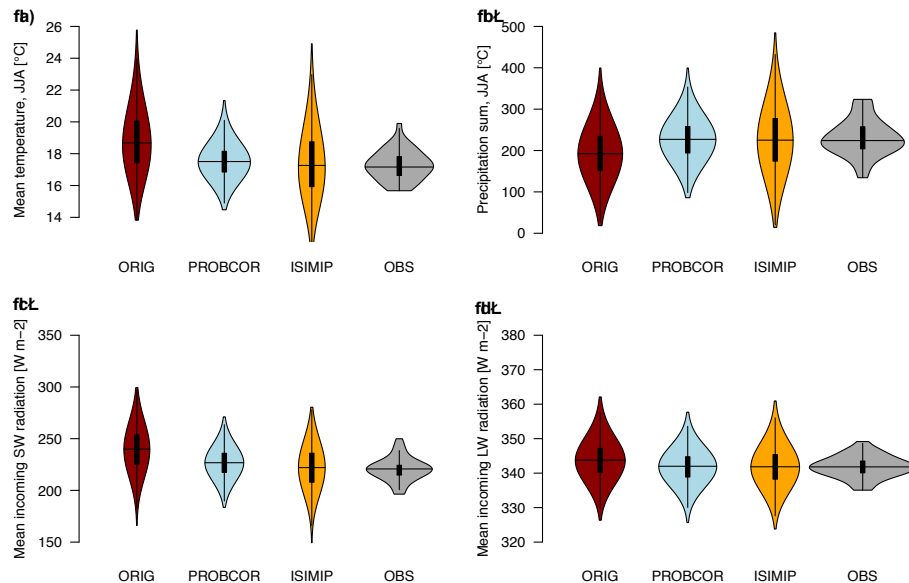 a)
Mean temperature, JJA [°C]
26
24
22
20
18
16
14
ORIG PROBCOR ISIMIP OBS
Precipitation sum, JJA [°C]
500
400
300
200
100
0
ORIG PROBCOR ISIMIP OBS
Mean incoming SW radiation [W m−2]
350
300
250
200
150
ORIG PROBCOR ISIMIP OBS
Mean incoming LW radiation [W m−2]
380
370
360
350
340
330
320
ORIG PROBCOR ISIMIP OBS